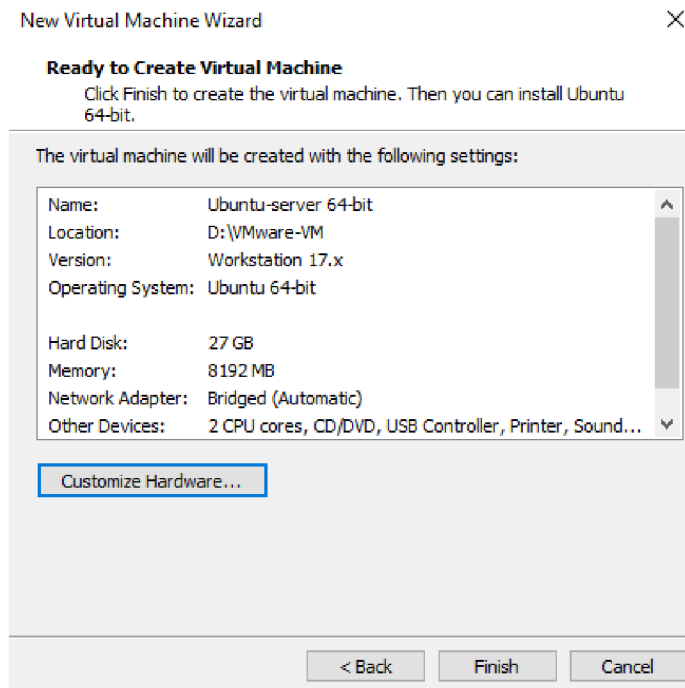 New Virtual Machine Wizard
Ready to Create Virtual Machine
Click Finish to create the virtual machine. Then you can install Ubuntu
64-bit.
The virtual machine will be created with the following settings:
Name: Ubuntu-server 64-bit
Location: D:\VMware-VM
Version: Workstation 17.x
Operating System: Ubuntu 64-bit
Hard Disk: 27 GB
Memory: 8192 MB
Network Adapter: Bridged (Automatic)
Other Devices: 2 CPU cores, CD/DVD, USB Controller, Printer, Sound...
Customize Hardware...
< Back Finish Cancel